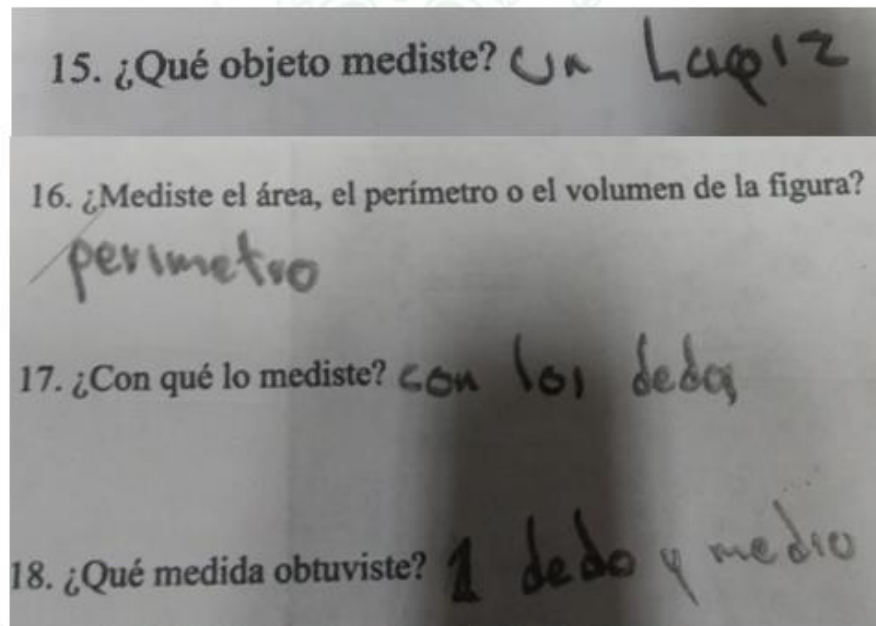 15. ¿Qué objeto mediste? Un Lapiz
16. ¿Mediste el área, el perímetro o el volumen de la figura?
perimetro
17. ¿Con qué lo mediste? con los dedos
18. ¿Qué medida obtuviste? 1 dedo y medio